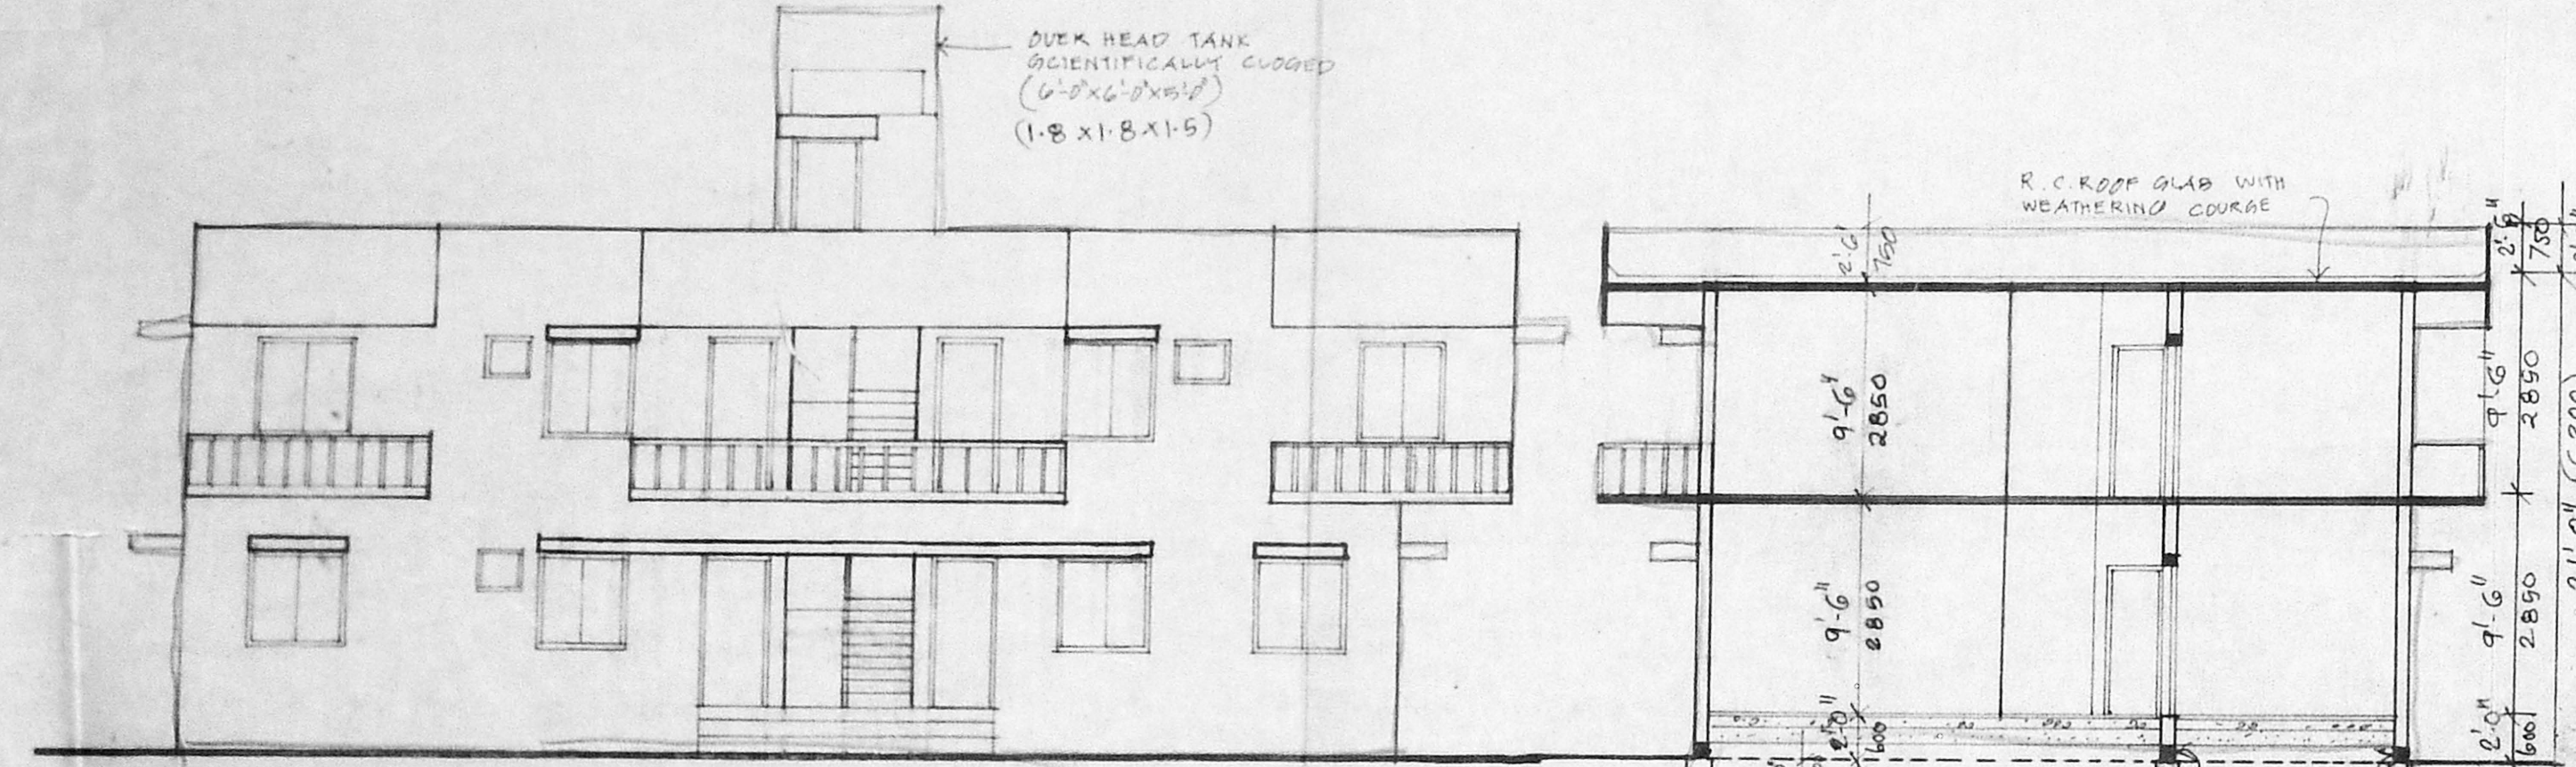 OVER HEAD TANK
SCIENTIFICALLY CLOSED
(6'-0"x6'-0"x5'-0")
(1.8 x1.8 x1.5)
R.C.ROOF SLAB WITH
WEATHERING COURSE
2'-6"
750
9'-6"
2850
9'-6"
2850
2'-0"
600
2'-6"
750
9'-6"
2850
9'-6"
2850
2'-0"
600